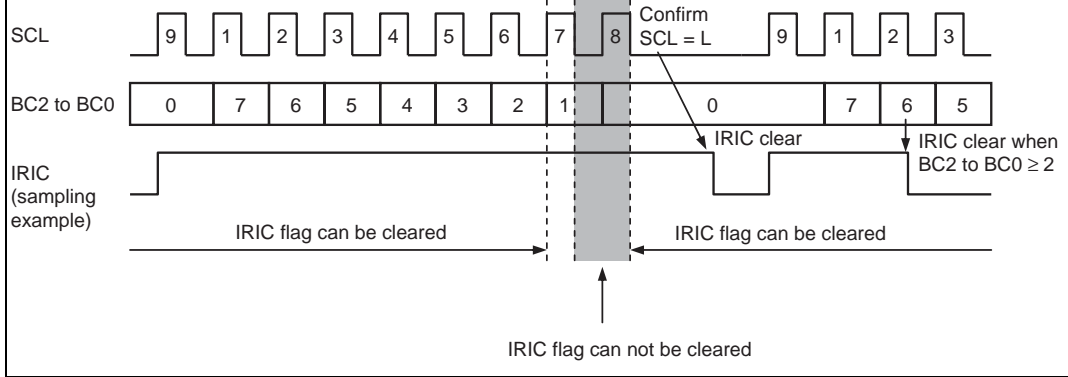 Confirm
SCL = L
SCL 9 1 2 3 4 5 6 7 8 9 1 2 3
BC2 to BC0 0 7 6 5 4 3 2 1 0 7 6 5
IRIC clear
IRIC clear when
BC2 to BC0 ≥ 2
IRIC
(sampling
example)
IRIC flag can be cleared IRIC flag can be cleared
IRIC flag can not be cleared